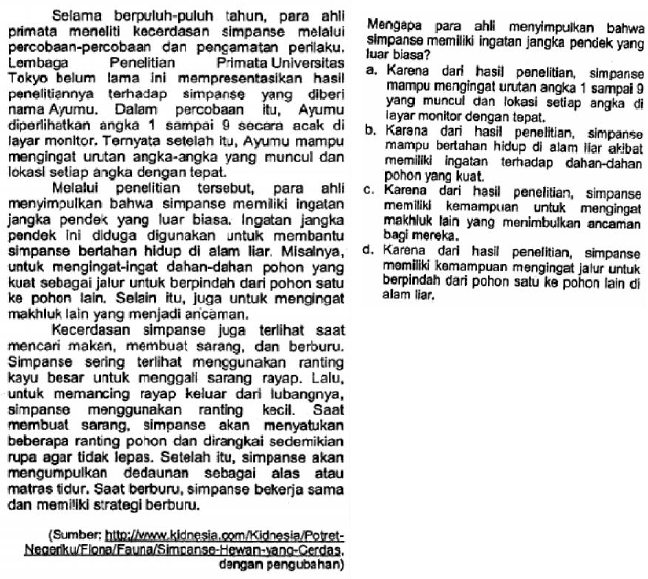 Selama berpuluh-puluh tahun, para ahli
primata meneliti kecerdasan simpanse melalui
percobaan-percobaan dan pengamatan perilaku.
Lembaga Penelitian Primata Universitas
Tokyo belum lama ini mempresentasikan hasil
penelitiannya terhadap simpanse yang diberi
nama Ayumu. Dalam percobaan itu, Ayumu
diperlihatkan angka 1 sampai 9 secara acak di
layar monitor. Ternyata setelah itu, Ayumu mampu
mengingat urutan angka-angka yang muncul dan
lokasi setiap angka dengan tepat.
Melalui penelitian tersebut, para ahli
menyimpulkan bahwa simpanse memiliki ingatan
jangka pendek yang luar biasa. Ingatan jangka
pendek ini diduga digunakan untuk membantu
simpanse bertahan hidup di alam liar. Misalnya,
untuk mengingat-ingat dahan-dahan pohon yang
kuat sebagai jalur untuk berpindah dari pohon satu
ke pohon lain. Selain itu, juga untuk mengingat
makhluk lain yang menjadi ancaman.
Kecerdasan simpanse juga terlihat saat
mencari makan, membuat sarang, dan berburu.
Simpanse sering terlihat menggunakan ranting
kayu besar untuk menggali sarang rayap. Lalu,
untuk memancing rayap keluar dari lubangnya,
simpanse menggunakan ranting kecil. Saat
membuat sarang, simpanse akan menyatukan
beberapa ranting pohon dan dirangkai sedemikian
rupa agar tidak lepas. Setelah itu, simpanse akan
mengumpulkan dedaunan sebagai alas atau
matras tidur. Saat berburu, simpanse bekerja sama
dan memiliki strategi berburu.
(Sumber: http://www.kidnesia.com/Kidnesia/Potret-
Negeriku/Flona/Fauna/Simpanse-Hewan-yang-Cerdas,
dengan pengubahan)
Mengapa para ahli menyimpulkan bahwa
simpanse memiliki ingatan jangka pendek yang
luar biasa?
a. Karena dari hasil penelitian, simpanse
mampu mengingat urutan angka 1 sampai 9
yang muncul dan lokasi setiap angka di
layar monitor dengan tepat.
b. Karena dari hasil penelitian, simpanse
mampu bertahan hidup di alam liar akibat
memiliki ingatan terhadap dahan-dahan
pohon yang kuat.
c. Karena dari hasil penelitian, simpanse
memiliki kemampuan untuk mengingat
makhluk lain yang menimbulkan ancaman
bagi mereka.
d. Karena dari hasil penelitian, simpanse
memiliki kemampuan mengingat jalur untuk
berpindah dari pohon satu ke pohon lain di
alam liar.